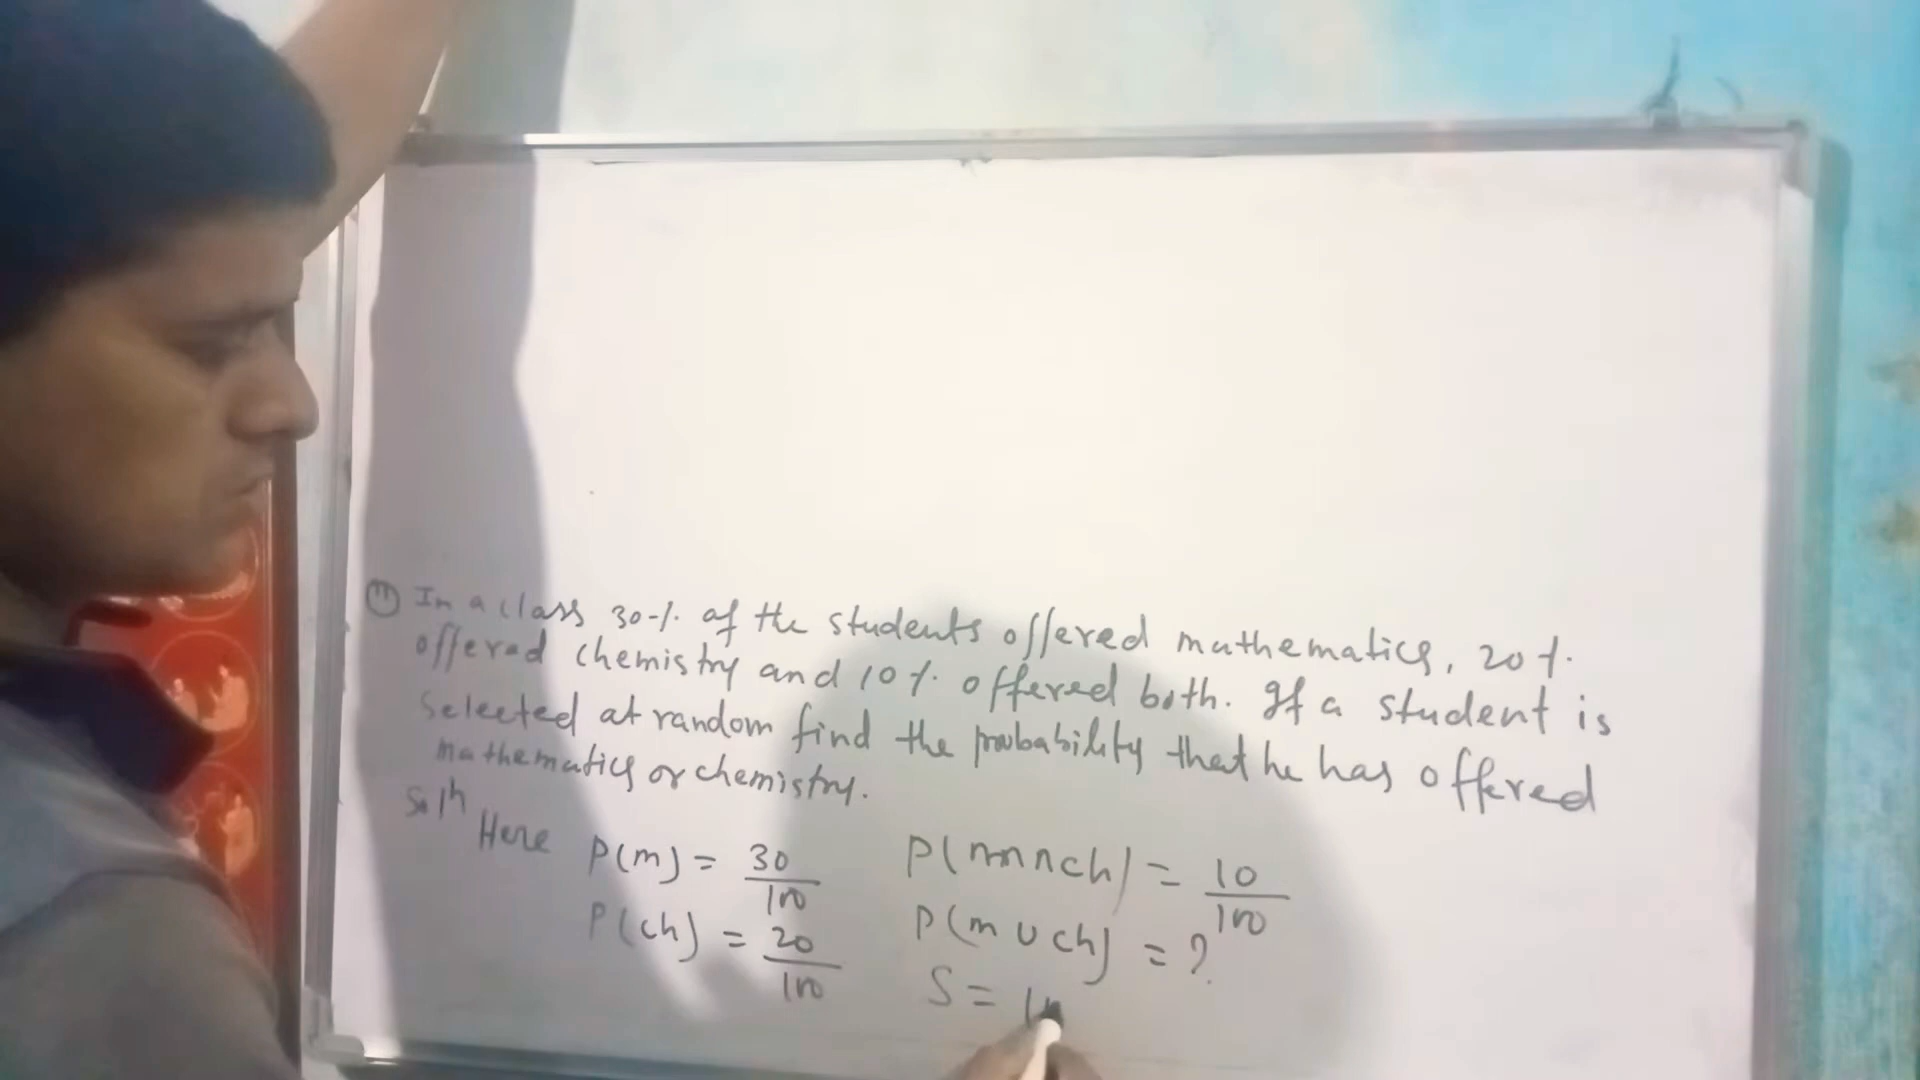 In a class 30%. of the students offered mathematics, 20%.
offered chemistry and 10%. offered both. If a student is
selected at random find the probability that he has offered
mathematics or chemistry.
Solⁿ
Here P(m) = 30/100 P(m∩ch) = 10/100
P(ch) = 20/100 P(m∪ch) = ?
S =